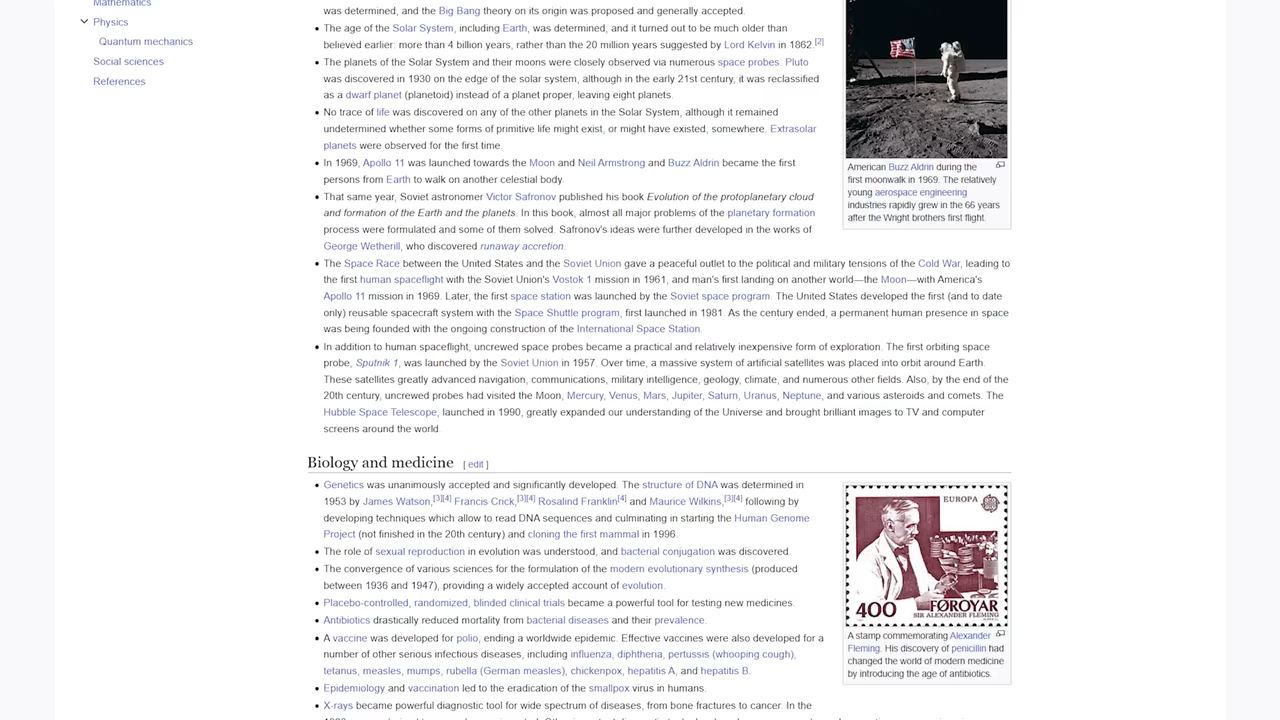 Mathematics
Physics
Quantum mechanics
Social sciences
References
was determined, and the Big Bang theory on its origin was proposed and generally accepted.
The age of the Solar System, including Earth, was determined, and it turned out to be much older than
believed earlier: more than 4 billion years, rather than the 20 million years suggested by Lord Kelvin in 1862.[2]
The planets of the Solar System and their moons were closely observed via numerous space probes. Pluto
was discovered in 1930 on the edge of the solar system, although in the early 21st century, it was reclassified
as a dwarf planet (planetoid) instead of a planet proper, leaving eight planets.
No trace of life was discovered on any of the other planets in the Solar System, although it remained
undetermined whether some forms of primitive life might exist, or might have existed, somewhere. Extrasolar
planets were observed for the first time.
In 1969, Apollo 11 was launched towards the Moon and Neil Armstrong and Buzz Aldrin became the first
persons from Earth to walk on another celestial body.
That same year, Soviet astronomer Victor Safronov published his book Evolution of the protoplanetary cloud
and formation of the Earth and the planets. In this book, almost all major problems of the planetary formation
process were formulated and some of them solved. Safronov's ideas were further developed in the works of
George Wetherill, who discovered runaway accretion.
The Space Race between the United States and the Soviet Union gave a peaceful outlet to the political and military tensions of the Cold War, leading to
the first human spaceflight with the Soviet Union's Vostok 1 mission in 1961, and man's first landing on another world—the Moon—with America's
Apollo 11 mission in 1969. Later, the first space station was launched by the Soviet space program. The United States developed the first (and to date
only) reusable spacecraft system with the Space Shuttle program, first launched in 1981. As the century ended, a permanent human presence in space
was being founded with the ongoing construction of the International Space Station.
In addition to human spaceflight, uncrewed space probes became a practical and relatively inexpensive form of exploration. The first orbiting space
probe, Sputnik 1, was launched by the Soviet Union in 1957. Over time, a massive system of artificial satellites was placed into orbit around Earth.
These satellites greatly advanced navigation, communications, military intelligence, geology, climate, and numerous other fields. Also, by the end of the
20th century, uncrewed probes had visited the Moon, Mercury, Venus, Mars, Jupiter, Saturn, Uranus, Neptune, and various asteroids and comets. The
Hubble Space Telescope, launched in 1990, greatly expanded our understanding of the Universe and brought brilliant images to TV and computer
screens around the world.
American Buzz Aldrin during the
first moonwalk in 1969. The relatively
young aerospace engineering
industries rapidly grew in the 66 years
after the Wright brothers first flight.
Biology and medicine [ edit ]
Genetics was unanimously accepted and significantly developed. The structure of DNA was determined in
1953 by James Watson,[3][4] Francis Crick,[3][4] Rosalind Franklin[4] and Maurice Wilkins,[3][4] following by
developing techniques which allow to read DNA sequences and culminating in starting the Human Genome
Project (not finished in the 20th century) and cloning the first mammal in 1996.
The role of sexual reproduction in evolution was understood, and bacterial conjugation was discovered.
The convergence of various sciences for the formulation of the modern evolutionary synthesis (produced
between 1936 and 1947), providing a widely accepted account of evolution.
Placebo-controlled, randomized, blinded clinical trials became a powerful tool for testing new medicines.
Antibiotics drastically reduced mortality from bacterial diseases and their prevalence.
A vaccine was developed for polio, ending a worldwide epidemic. Effective vaccines were also developed for a
number of other serious infectious diseases, including influenza, diphtheria, pertussis (whooping cough),
tetanus, measles, mumps, rubella (German measles), chickenpox, hepatitis A, and hepatitis B.
Epidemiology and vaccination led to the eradication of the smallpox virus in humans.
X-rays became powerful diagnostic tool for wide spectrum of diseases, from bone fractures to cancer. In the
EUROPA
400
FØROYAR
SIR ALEXANDER FLEMING
A stamp commemorating Alexander
Fleming. His discovery of penicillin had
changed the world of modern medicine
by introducing the age of antibiotics.